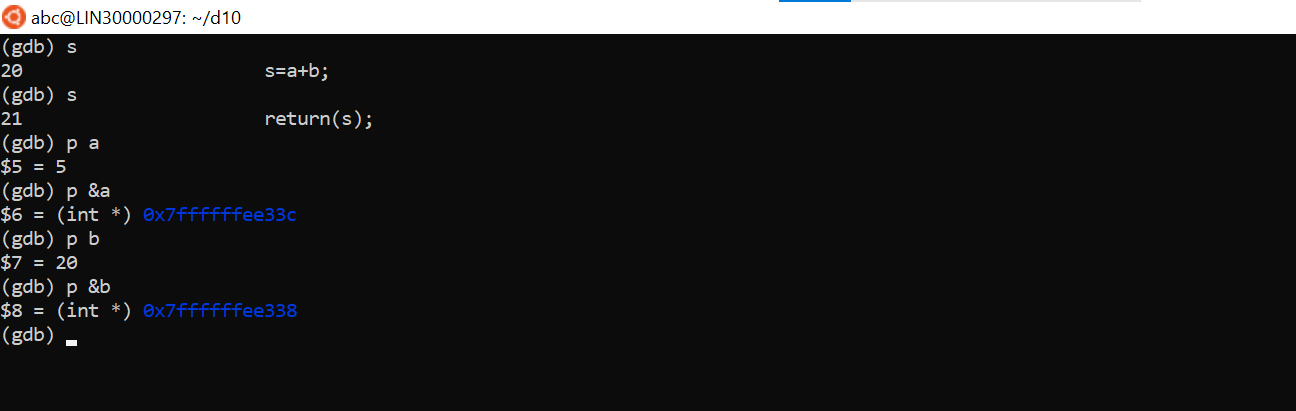 abc@LIN30000297: ~/d10
(gdb) s
20                      s=a+b;
(gdb) s
21                      return(s);
(gdb) p a
$5 = 5
(gdb) p &a
$6 = (int *) 0x7ffffffee33c
(gdb) p b
$7 = 20
(gdb) p &b
$8 = (int *) 0x7ffffffee338
(gdb)